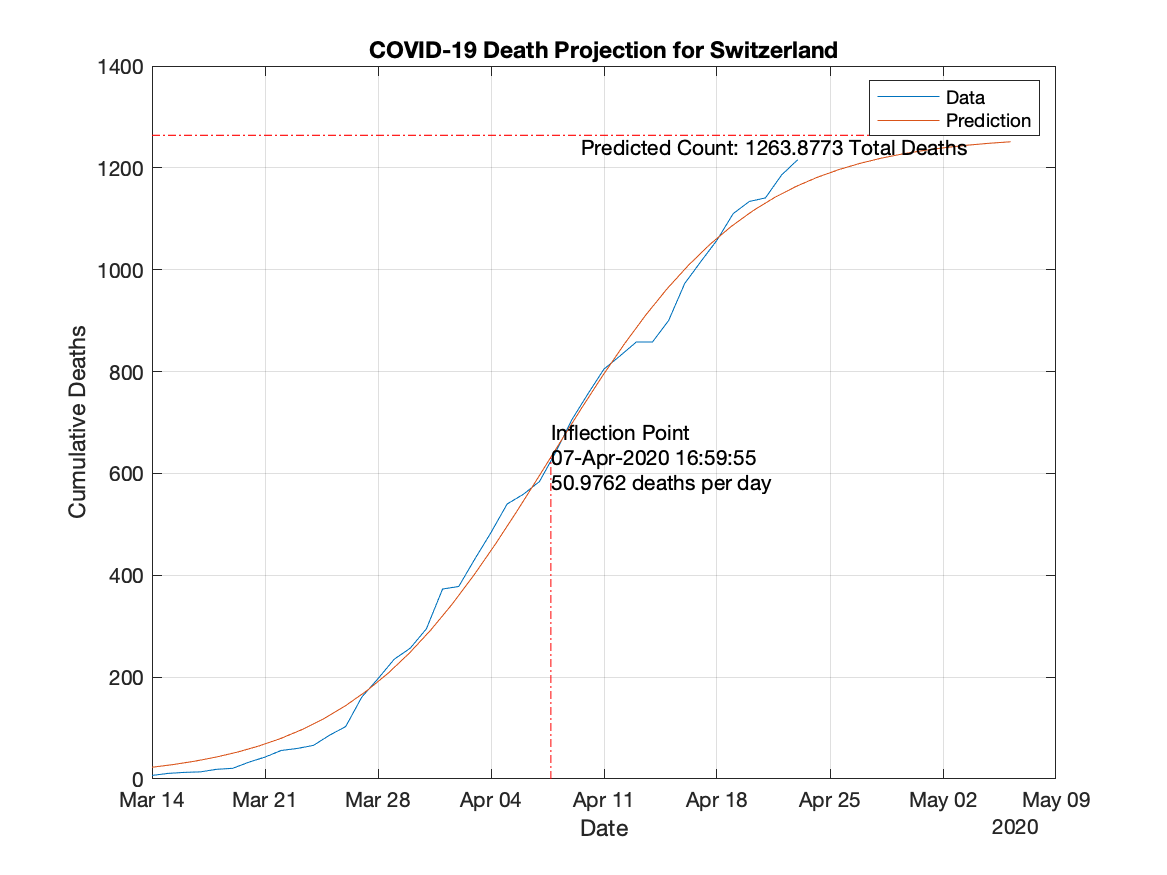 COVID-19 Death Projection for Switzerland
1400
1200
1000
800
600
400
200
0
Cumulative Deaths
Data
Prediction
Predicted Count: 1263.8773 Total Deaths
Inflection Point
07-Apr-2020 16:59:55
50.9762 deaths per day
Mar 14 Mar 21 Mar 28 Apr 04 Apr 11 Apr 18 Apr 25 May 02 May 09
Date
2020